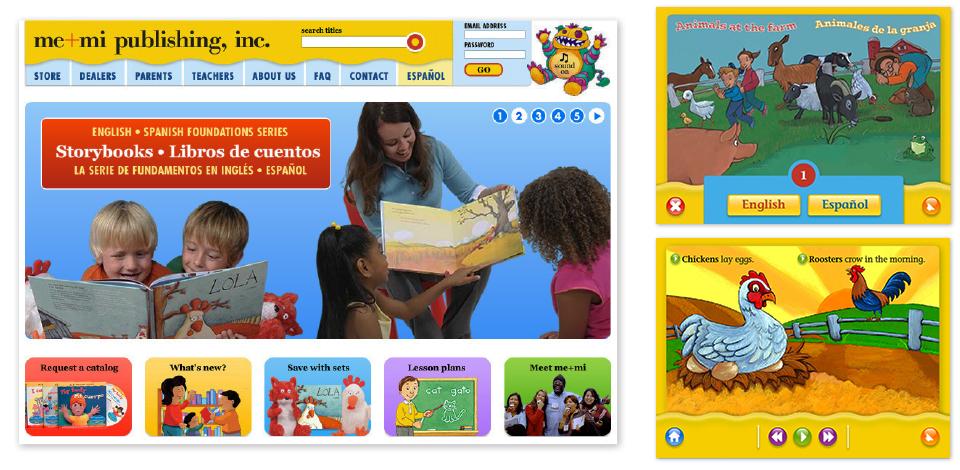 me+mi publishing, inc.
search titles
EMAIL ADDRESS
PASSWORD
GO
sound
on
STORE
DEALERS
PARENTS
TEACHERS
ABOUT US
FAQ
CONTACT
ESPAÑOL
ENGLISH • SPANISH FOUNDATIONS SERIES
Storybooks • Libros de cuentos
LA SERIE DE FUNDAMENTOS EN INGLÉS • ESPAÑOL
1 2 3 4 5
LOLA
Request a catalog
What's new?
Save with sets
LOLA
Lesson plans
cat gato
Meet me+mi
Animals at the farm
Animales de la granja
1
English
Español
Chickens lay eggs.
Roosters crow in the morning.